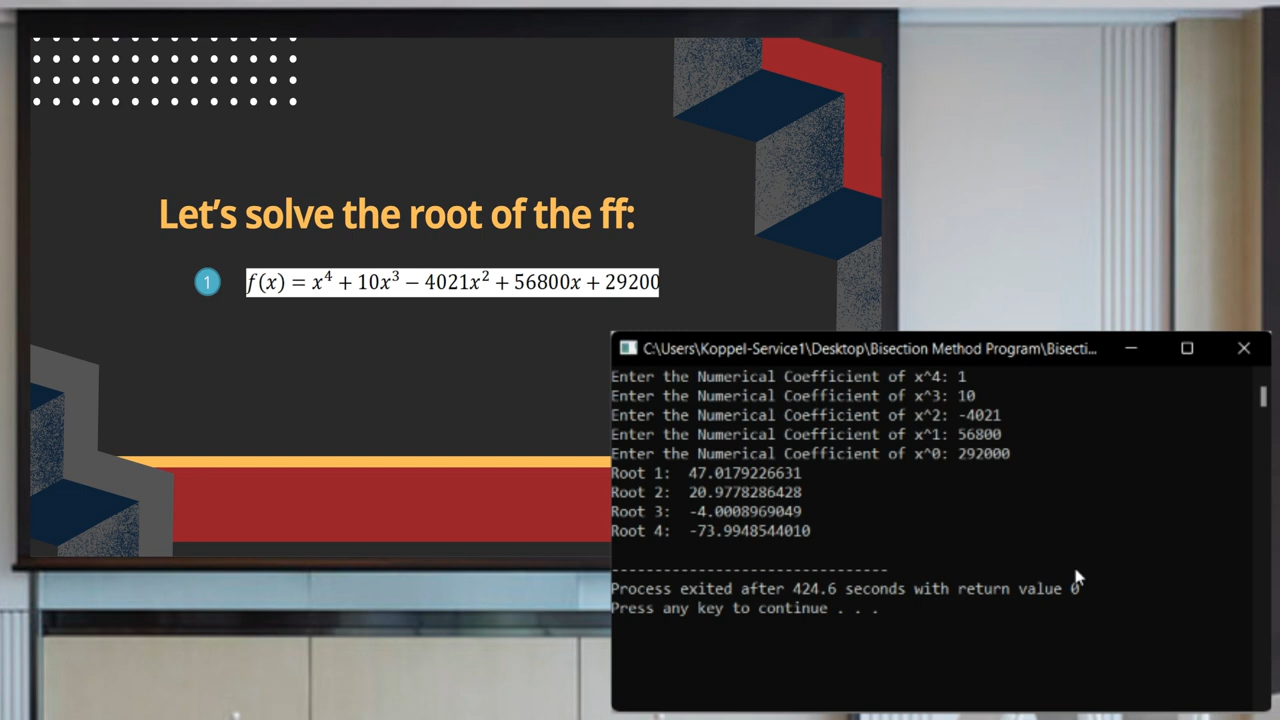 Let's solve the root of the ff:
1 f(x) = x⁴ + 10x³ − 4021x² + 56800x + 29200
C:\Users\Koppel-Service1\Desktop\Bisection Method Program\Bisecti...
Enter the Numerical Coefficient of x^4: 1
Enter the Numerical Coefficient of x^3: 10
Enter the Numerical Coefficient of x^2: -4021
Enter the Numerical Coefficient of x^1: 56800
Enter the Numerical Coefficient of x^0: 292000
Root 1: 47.0179226631
Root 2: 20.9778286428
Root 3: -4.0008969049
Root 4: -73.9948544010
--------------------------------
Process exited after 424.6 seconds with return value 0
Press any key to continue . . .